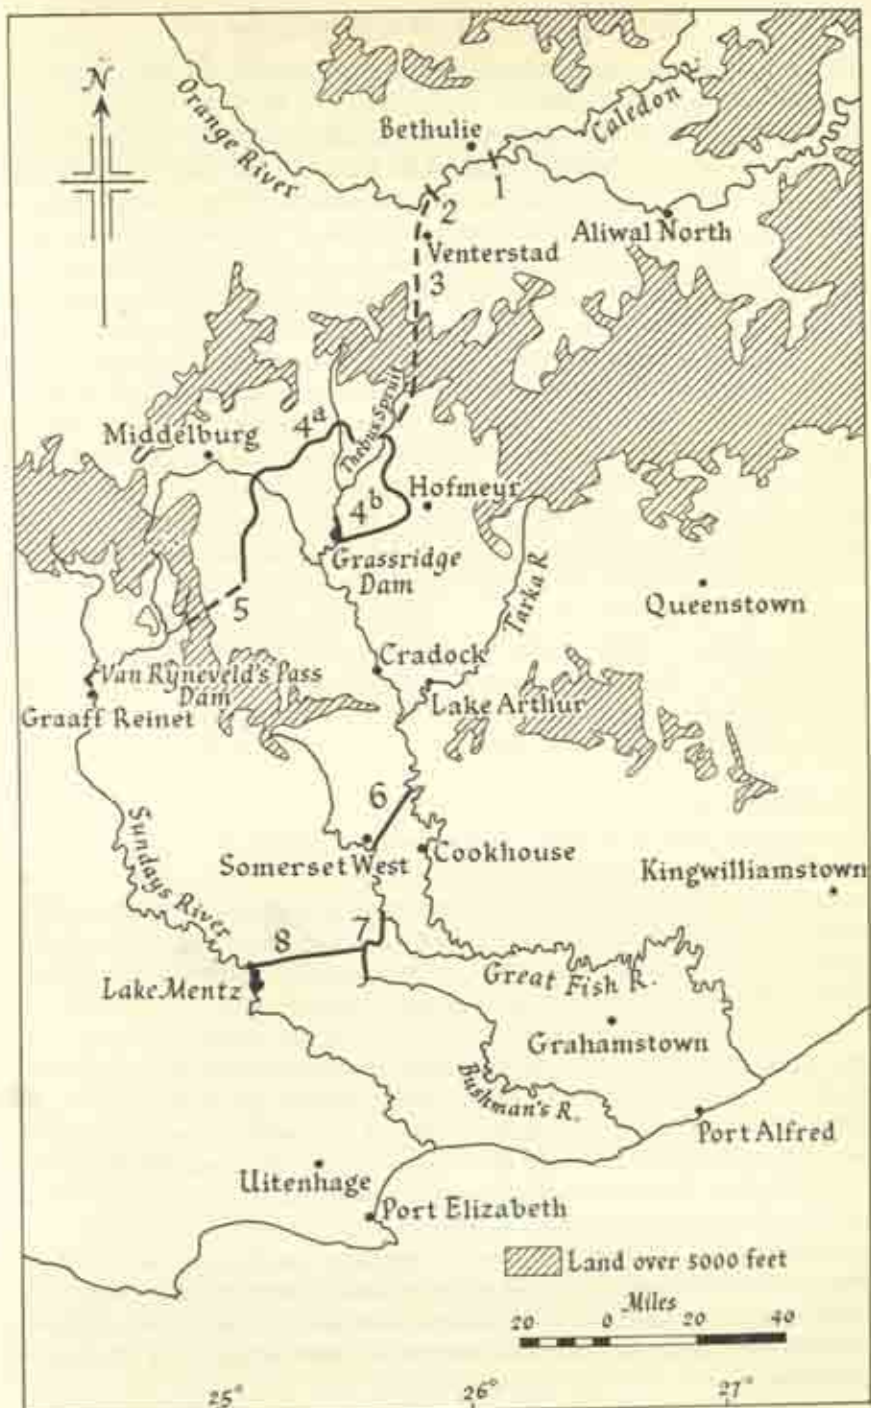 N
Orange River
Bethulie
Caledon R.
1
2
Aliwal North
Venterstad
3
Middelburg
4a
Thebus Spruit
4b
Hofmeyr
Grassridge
Dam
5
Tarka R.
Queenstown
Cradock
Van Ryneveld's Pass
Dam
Lake Arthur
Graaff Reinet
6
Sundays River
Somerset West
Cookhouse
Kingwilliamstown
7
8
Great Fish R.
Lake Mentz
Grahamstown
Bushman's R.
Port Alfred
Uitenhage
Port Elizabeth
Land over 5000 feet
Miles
20 0 20 40
25° 26° 27°